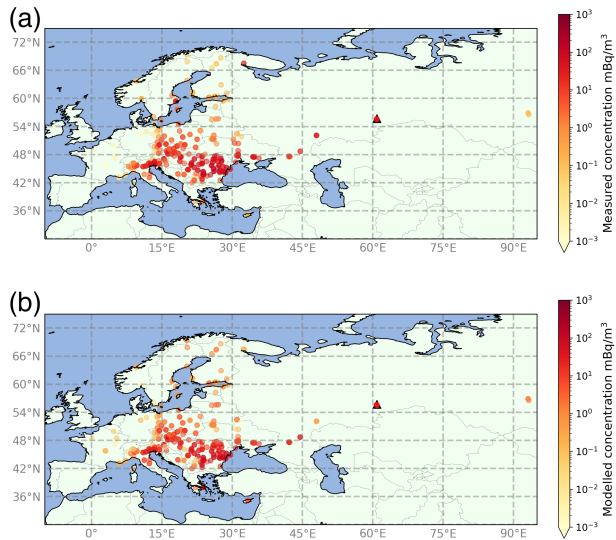 (a)
72°N
66°N
60°N
54°N
48°N
42°N
36°N
0°E 15°E 30°E 45°E 60°E 75°E 90°E
10³
10²
10¹
10⁰
10⁻¹
10⁻²
10⁻³
Measured concentration mBq/m³
(b)
72°N
66°N
60°N
54°N
48°N
42°N
36°N
0°E 15°E 30°E 45°E 60°E 75°E 90°E
10³
10²
10¹
10⁰
10⁻¹
10⁻²
10⁻³
Modelled concentration mBq/m³